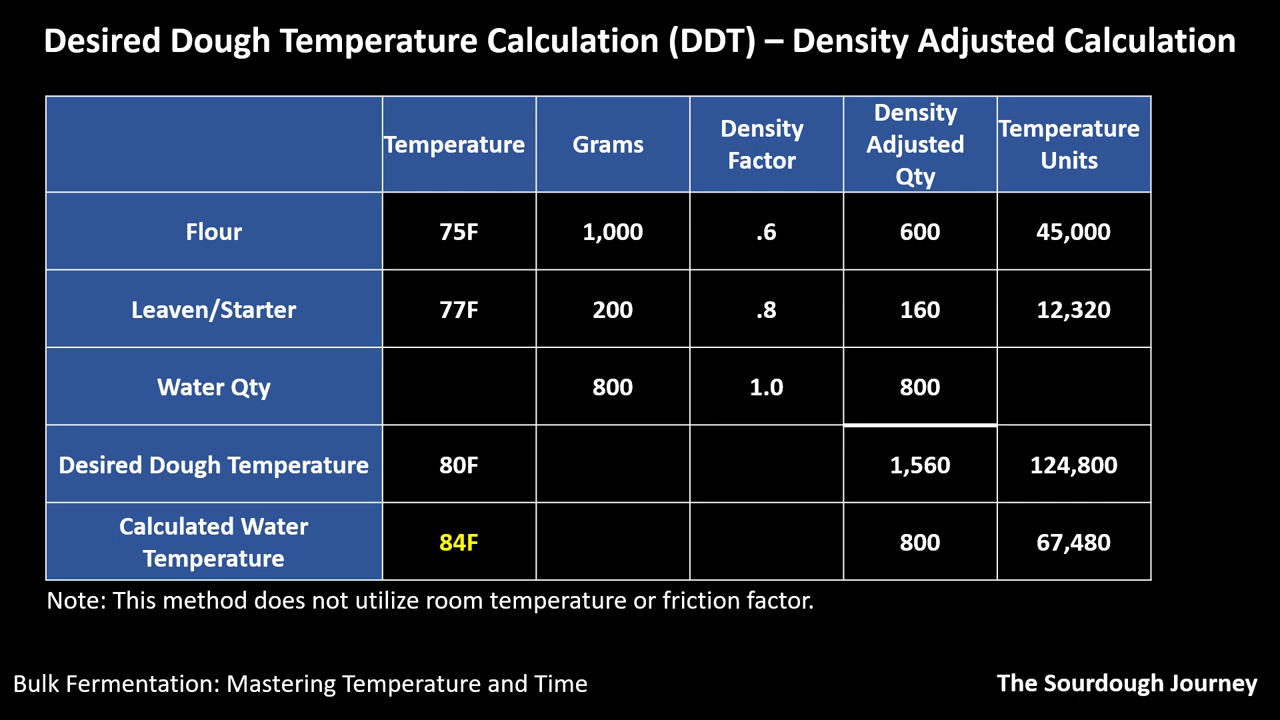 Desired Dough Temperature Calculation (DDT) – Density Adjusted Calculation
Temperature Grams Density Factor Density Adjusted Qty Temperature Units
Flour 75F 1,000 .6 600 45,000
Leaven/Starter 77F 200 .8 160 12,320
Water Qty 800 1.0 800
Desired Dough Temperature 80F 1,560 124,800
Calculated Water Temperature 84F 800 67,480
Note: This method does not utilize room temperature or friction factor.
Bulk Fermentation: Mastering Temperature and Time
The Sourdough Journey